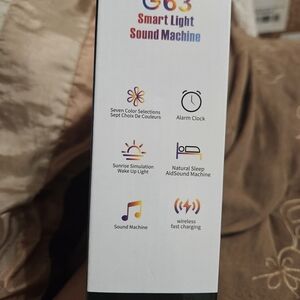 G63
Smart Light
Sound Machine
Seven Color Selections
Sept Choix De Couleurs
Alarm Clock
Sunrise Simulation
Wake Up Light
Natural Sleep
AidSound Machine
Sound Machine
wireless
fast charging